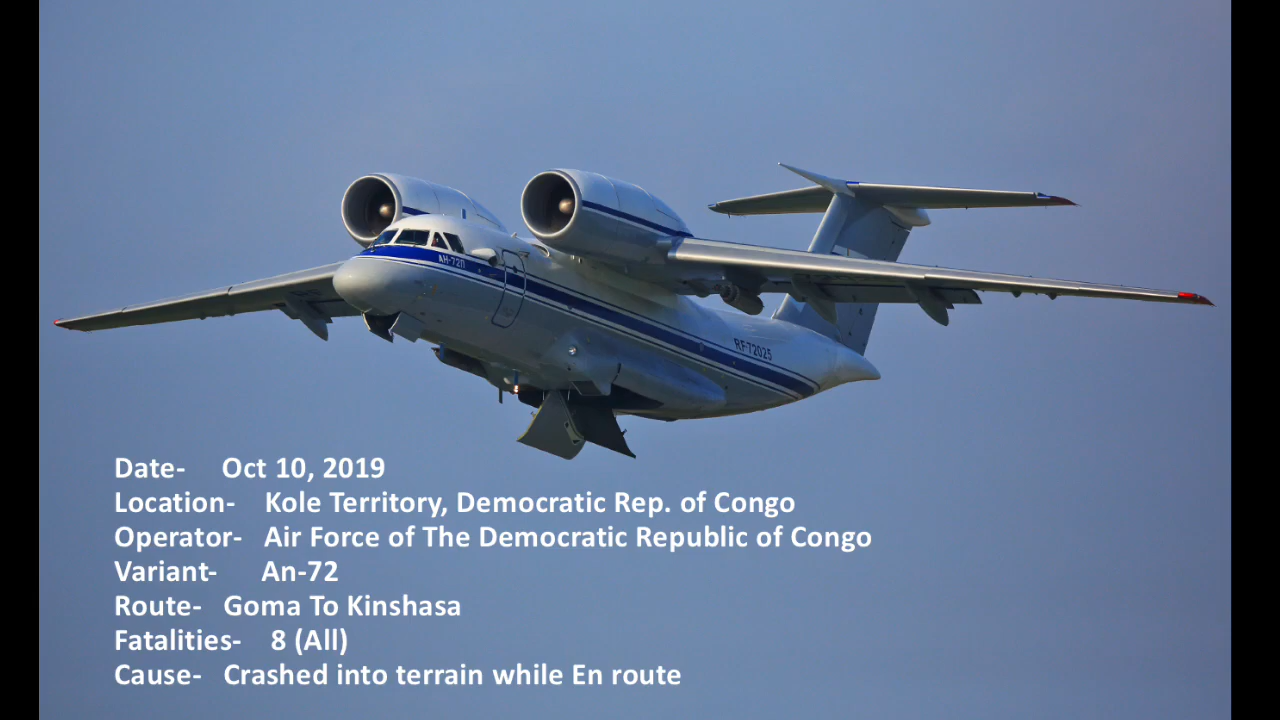 АН-72П
RF-72025
Date- Oct 10, 2019
Location- Kole Territory, Democratic Rep. of Congo
Operator- Air Force of The Democratic Republic of Congo
Variant- An-72
Route- Goma To Kinshasa
Fatalities- 8 (All)
Cause- Crashed into terrain while En route